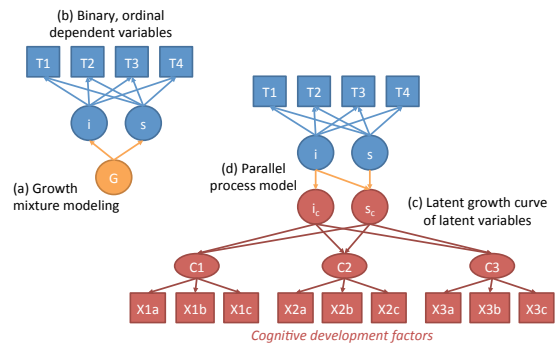 (b) Binary, ordinal
dependent variables
T1 T2 T3 T4
i s
G
(a) Growth
mixture modeling
T1 T2 T3 T4
i s
(d) Parallel
process model
i_c s_c
(c) Latent growth curve
of latent variables
C1 C2 C3
X1a X1b X1c X2a X2b X2c X3a X3b X3c
Cognitive development factors